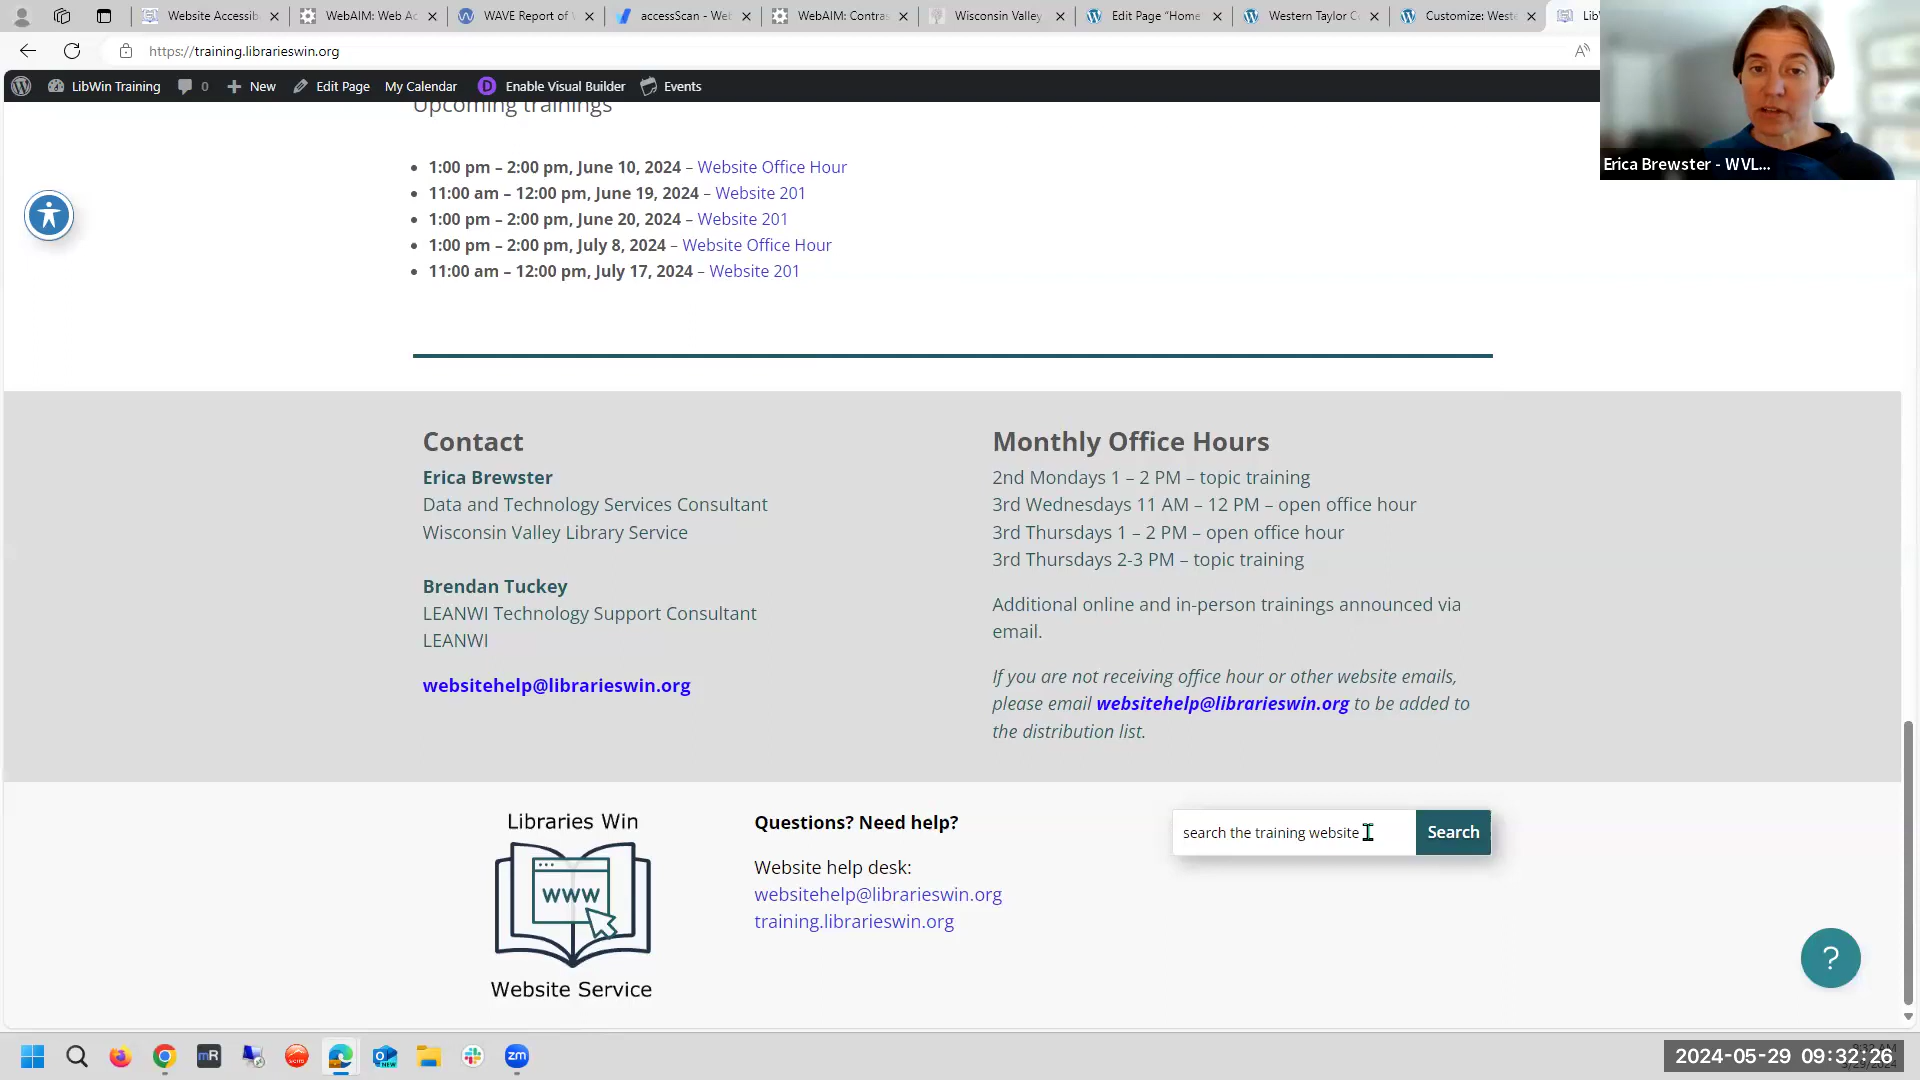 Website Accessib
WebAIM: Web Ac
WAVE Report of
accessScan - Web
WebAIM: Contras
Wisconsin Valley
Edit Page "Home
Western Taylor C
Customize: Weste
https://training.librarieswin.org
LibWin Training
0
New
Edit Page
My Calendar
D
Enable Visual Builder
Events
Erica Brewster - WVL...
Upcoming trainings
1:00 pm – 2:00 pm, June 10, 2024 – Website Office Hour
11:00 am – 12:00 pm, June 19, 2024 – Website 201
1:00 pm – 2:00 pm, June 20, 2024 – Website 201
1:00 pm – 2:00 pm, July 8, 2024 – Website Office Hour
11:00 am – 12:00 pm, July 17, 2024 – Website 201
Contact
Erica Brewster
Data and Technology Services Consultant
Wisconsin Valley Library Service
Brendan Tuckey
LEANWI Technology Support Consultant
LEANWI
websitehelp@librarieswin.org
Monthly Office Hours
2nd Mondays 1 – 2 PM – topic training
3rd Wednesdays 11 AM – 12 PM – open office hour
3rd Thursdays 1 – 2 PM – open office hour
3rd Thursdays 2-3 PM – topic training
Additional online and in-person trainings announced via
email.
If you are not receiving office hour or other website emails,
please email websitehelp@librarieswin.org to be added to
the distribution list.
Libraries Win
WWW
Website Service
Questions? Need help?
Website help desk:
websitehelp@librarieswin.org
training.librarieswin.org
search the training website
Search
?
mR
zm
2024-05-29 09:32:26